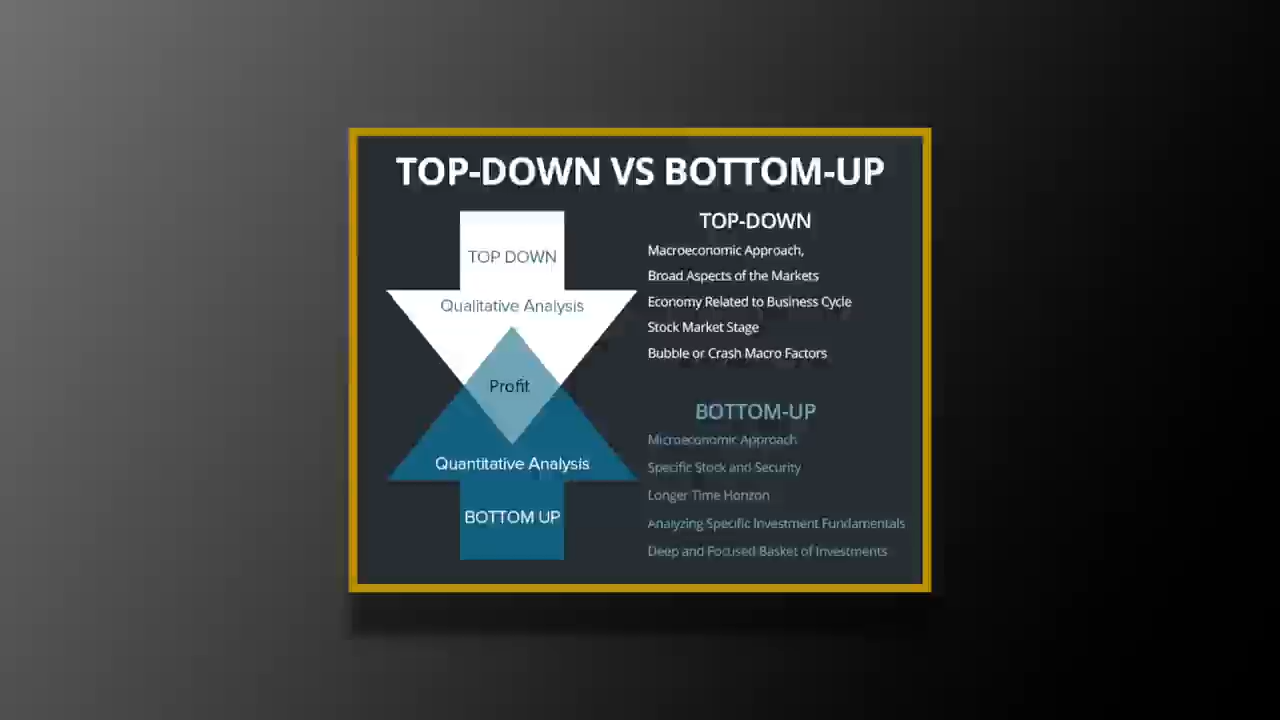 TOP-DOWN VS BOTTOM-UP
TOP DOWN
Qualitative Analysis
Profit
Quantitative Analysis
BOTTOM UP
TOP-DOWN
Macroeconomic Approach,
Broad Aspects of the Markets
Economy Related to Business Cycle
Stock Market Stage
Bubble or Crash Macro Factors
BOTTOM-UP
Microeconomic Approach
Specific Stock and Security
Longer Time Horizon
Analyzing Specific Investment Fundamentals
Deep and Focused Basket of Investments